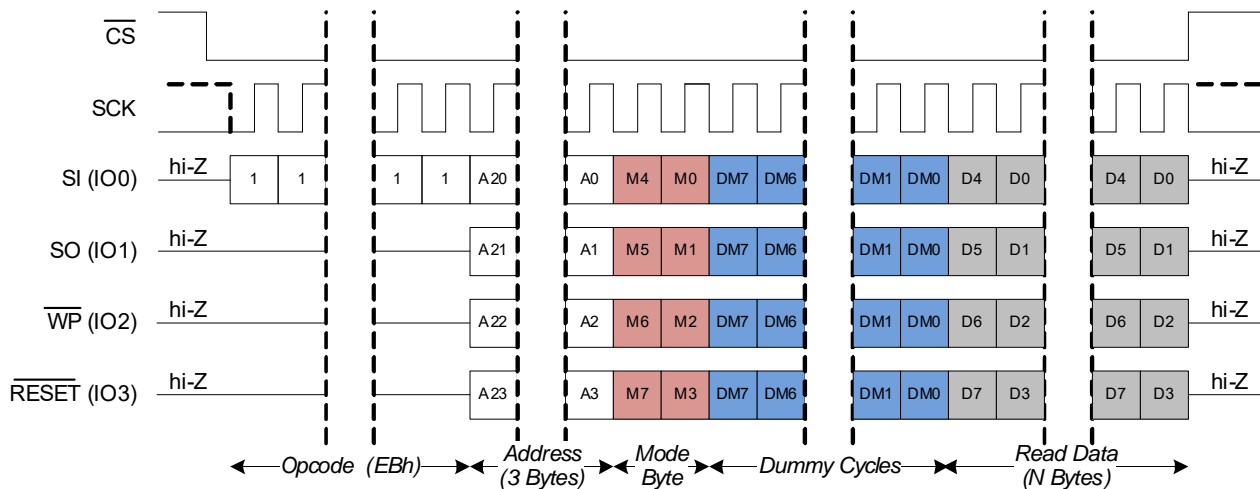 CS
SCK
SI (IO0) hi-Z 1 1 1 1 A20 A0 M4 M0 DM7 DM6 DM1 DM0 D4 D0 D4 D0 hi-Z
SO (IO1) hi-Z A21 A1 M5 M1 DM7 DM6 DM1 DM0 D5 D1 D5 D1 hi-Z
WP (IO2) hi-Z A22 A2 M6 M2 DM7 DM6 DM1 DM0 D6 D2 D6 D2 hi-Z
RESET (IO3) hi-Z A23 A3 M7 M3 DM7 DM6 DM1 DM0 D7 D3 D7 D3 hi-Z
Opcode (EBh) Address Mode Dummy Cycles Read Data
(3 Bytes) Byte (N Bytes)